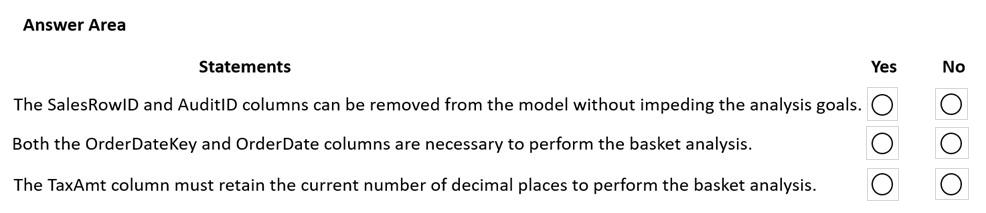 Answer Area
Statements Yes No
The SalesRowID and AuditID columns can be removed from the model without impeding the analysis goals.
Both the OrderDateKey and OrderDate columns are necessary to perform the basket analysis.
The TaxAmt column must retain the current number of decimal places to perform the basket analysis.